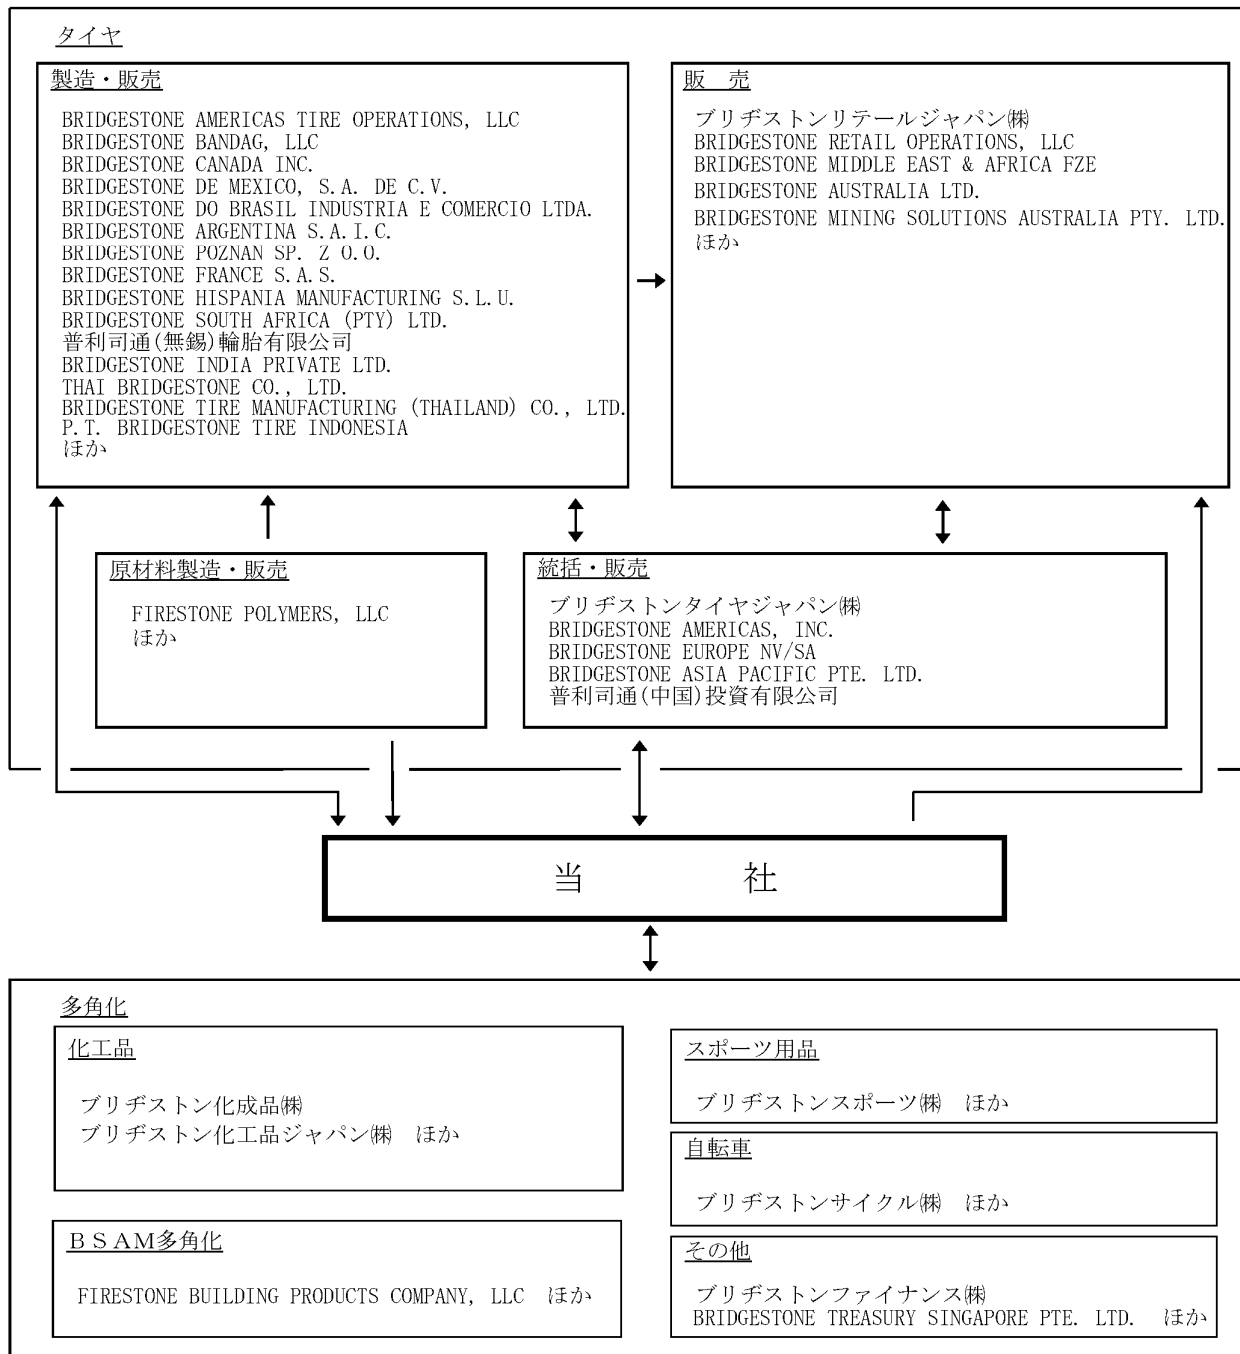 タイヤ
製造・販売
BRIDGESTONE AMERICAS TIRE OPERATIONS, LLC
BRIDGESTONE BANDAG, LLC
BRIDGESTONE CANADA INC.
BRIDGESTONE DE MEXICO, S.A. DE C.V.
BRIDGESTONE DO BRASIL INDUSTRIA E COMERCIO LTDA.
BRIDGESTONE ARGENTINA S.A.I.C.
BRIDGESTONE POZNAN SP. Z O.O.
BRIDGESTONE FRANCE S.A.S.
BRIDGESTONE HISPANIA MANUFACTURING S.L.U.
BRIDGESTONE SOUTH AFRICA (PTY) LTD.
普利司通(無錫)輪胎有限公司
BRIDGESTONE INDIA PRIVATE LTD.
THAI BRIDGESTONE CO., LTD.
BRIDGESTONE TIRE MANUFACTURING (THAILAND) CO., LTD.
P.T. BRIDGESTONE TIRE INDONESIA
ほか
販 売
ブリヂストンリテールジャパン㈱
BRIDGESTONE RETAIL OPERATIONS, LLC
BRIDGESTONE MIDDLE EAST & AFRICA FZE
BRIDGESTONE AUSTRALIA LTD.
BRIDGESTONE MINING SOLUTIONS AUSTRALIA PTY. LTD.
ほか
原材料製造・販売
FIRESTONE POLYMERS, LLC
ほか
統括・販売
ブリヂストンタイヤジャパン㈱
BRIDGESTONE AMERICAS, INC.
BRIDGESTONE EUROPE NV/SA
BRIDGESTONE ASIA PACIFIC PTE. LTD.
普利司通(中国)投資有限公司
当 社
多角化
化工品
ブリヂストン化成品㈱
ブリヂストン化工品ジャパン㈱ ほか
BSAM多角化
FIRESTONE BUILDING PRODUCTS COMPANY, LLC ほか
スポーツ用品
ブリヂストンスポーツ㈱ ほか
自転車
ブリヂストンサイクル㈱ ほか
その他
ブリヂストンファイナンス㈱
BRIDGESTONE TREASURY SINGAPORE PTE. LTD. ほか